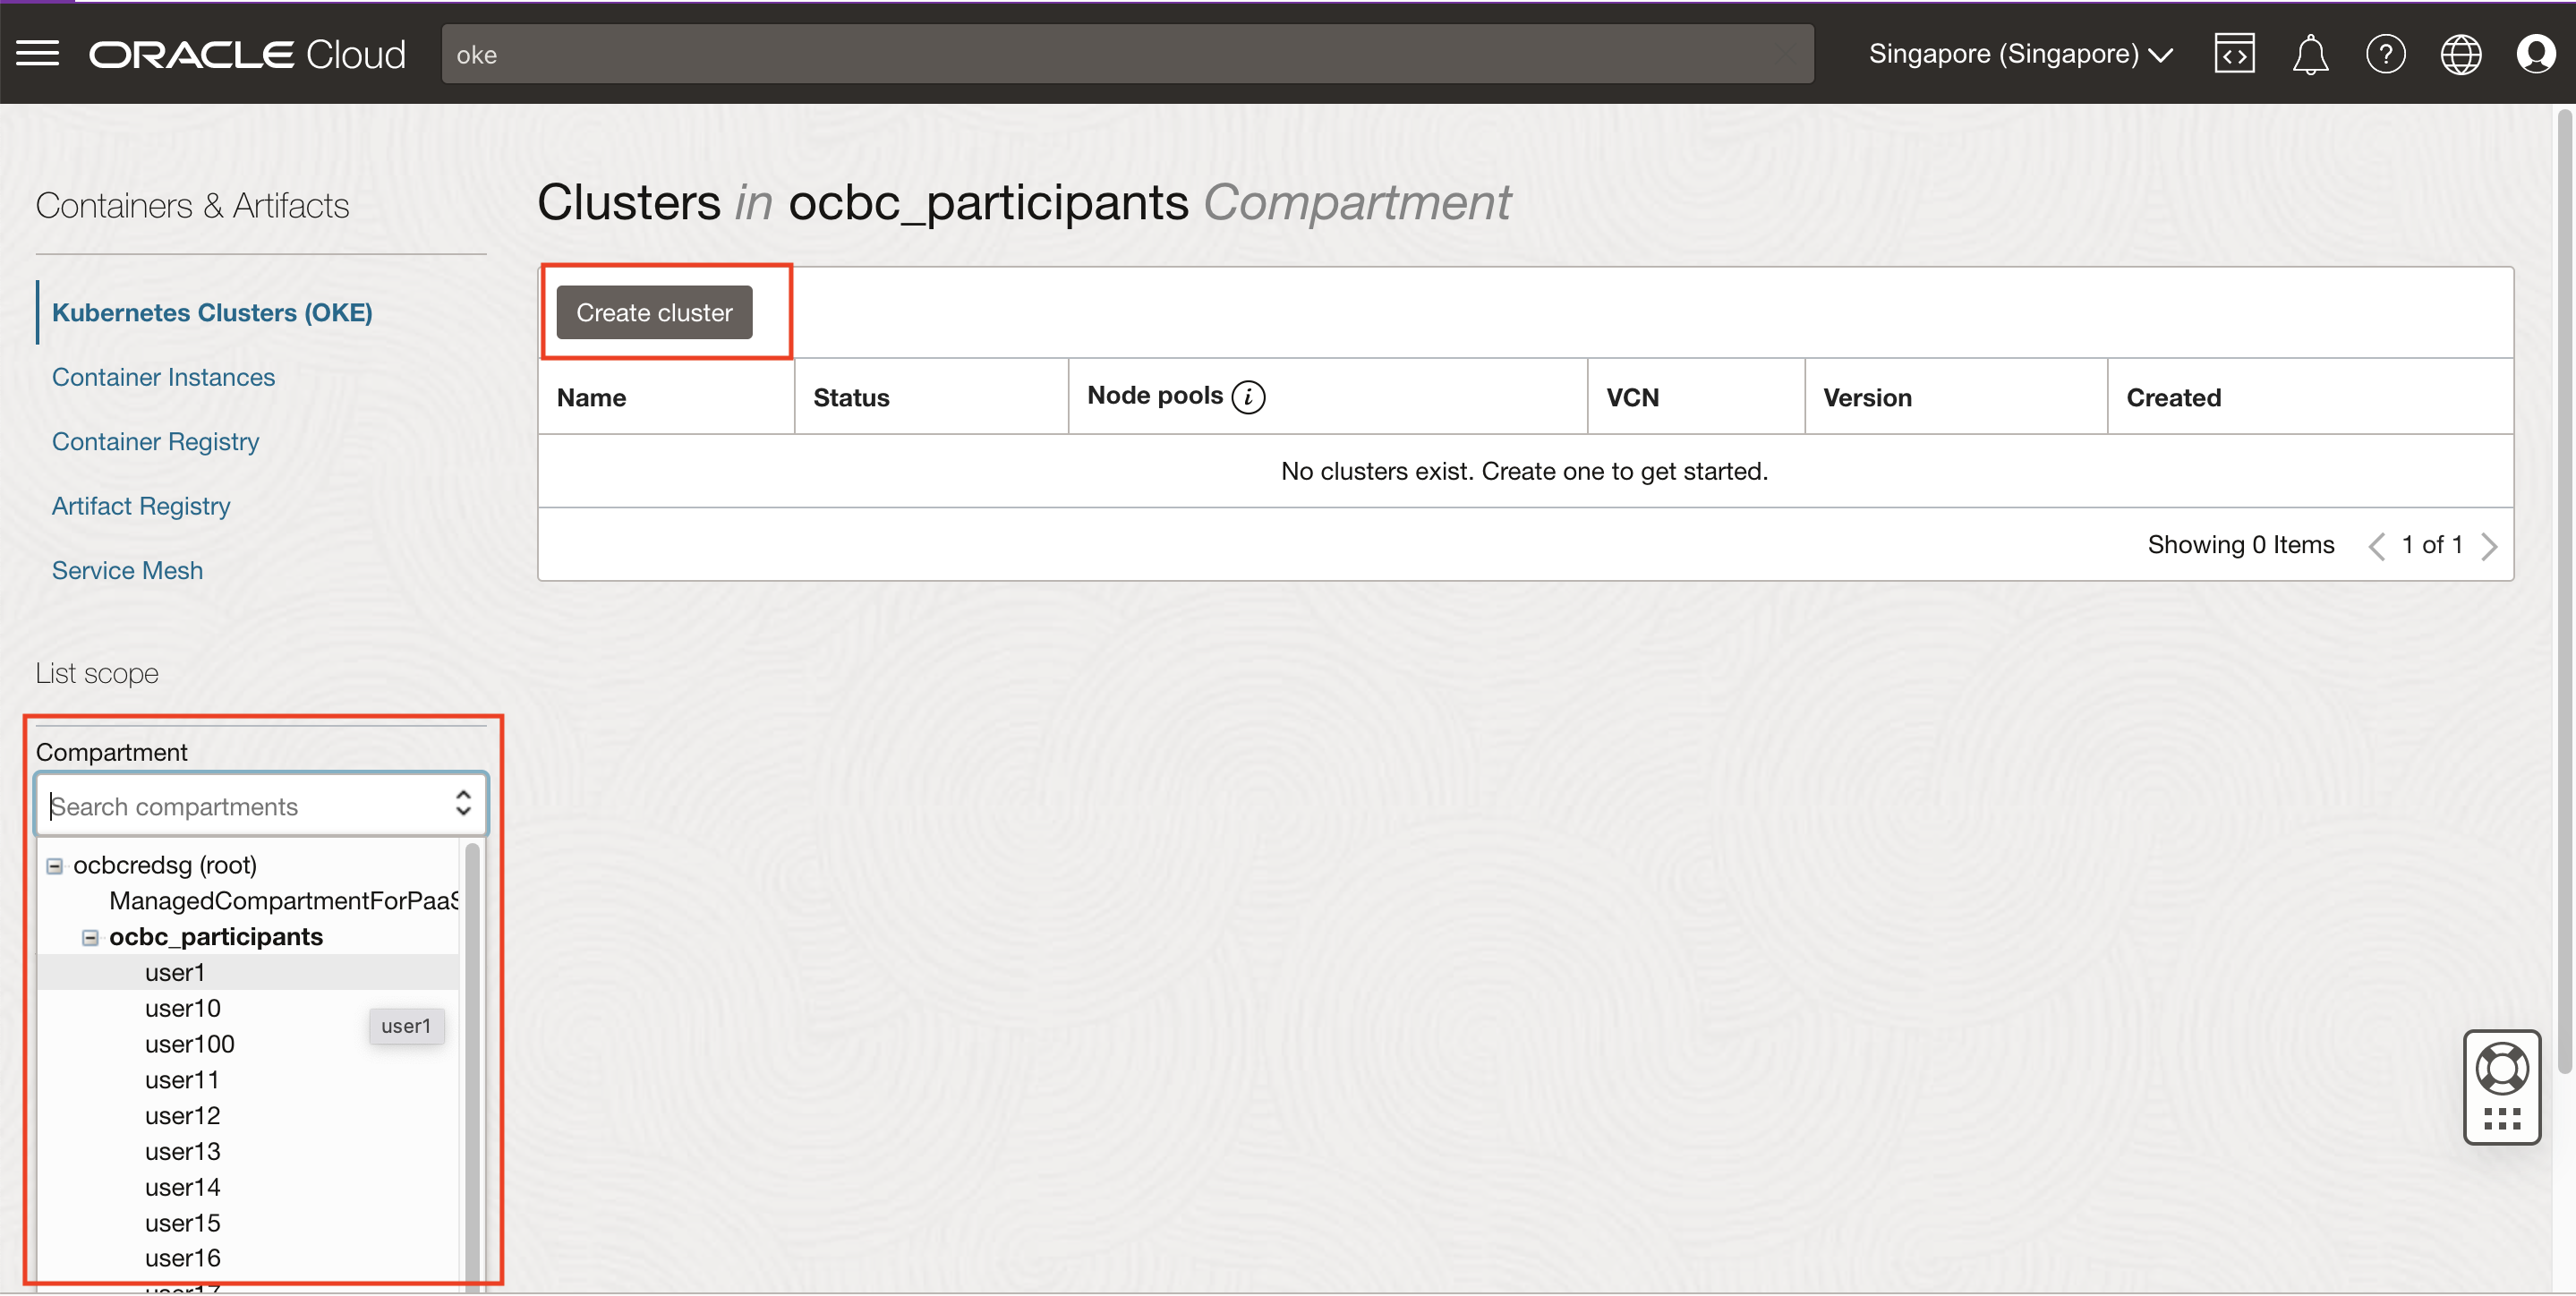 ORACLE Cloud
oke
Singapore (Singapore)
Containers & Artifacts
Kubernetes Clusters (OKE)
Container Instances
Container Registry
Artifact Registry
Service Mesh
List scope
Compartment
Search compartments
ocbcredsg (root)
ManagedCompartmentForPaaS
ocbc_participants
user1
user10
user1
user100
user11
user12
user13
user14
user15
user16
user17
Clusters in ocbc_participants Compartment
Create cluster
Name Status Node pools i VCN Version Created
No clusters exist. Create one to get started.
Showing 0 Items 1 of 1